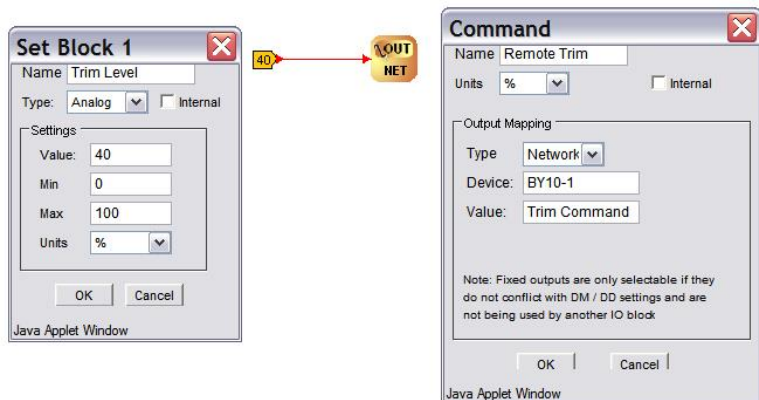 Set Block 1
Name Trim Level
Type: Analog Internal
Settings
Value: 40
Min 0
Max 100
Units %
OK Cancel
Java Applet Window
40
OUT
NET
Command
Name Remote Trim
Units % Internal
Output Mapping
Type Network
Device: BY10-1
Value: Trim Command
Note: Fixed outputs are only selectable if they
do not conflict with DM / DD settings and are
not being used by another IO block
OK Cancel
Java Applet Window